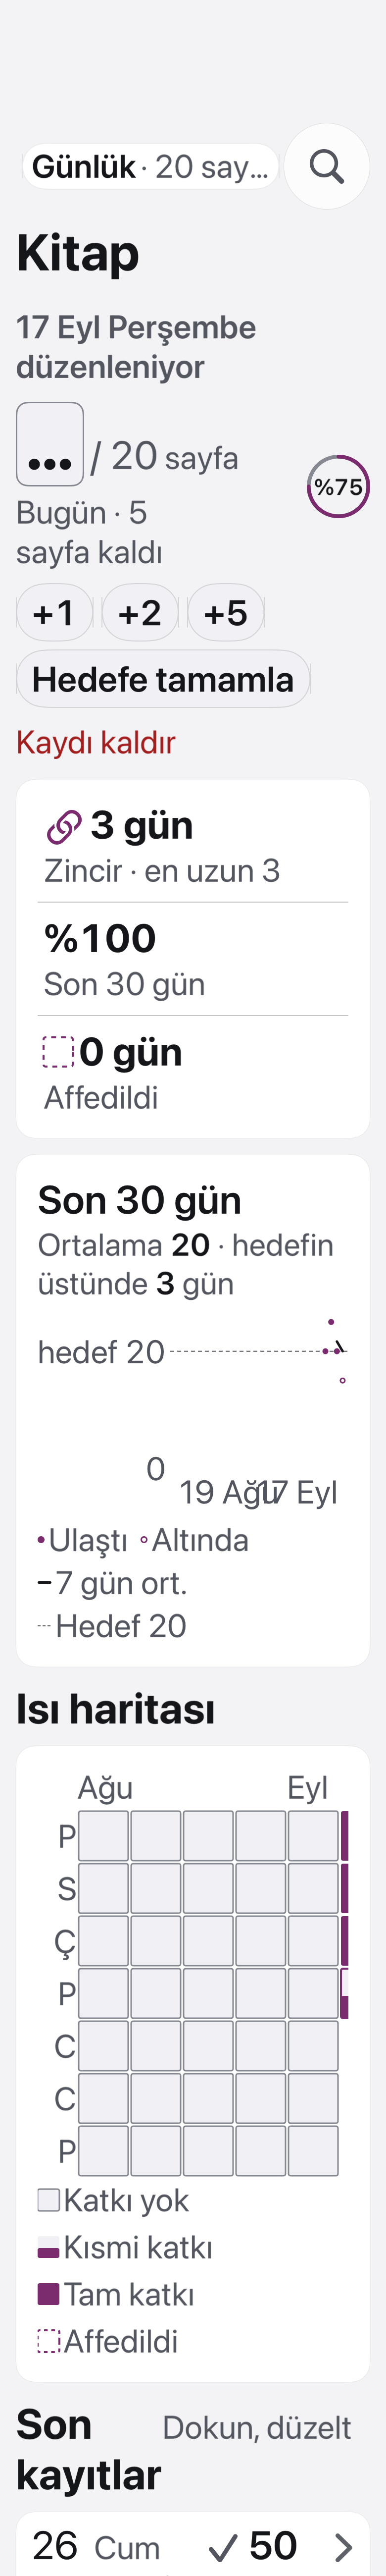 Günlük · 20 say...
Kitap
17 Eyl Perşembe
düzenleniyor
... / 20 sayfa
%75
Bugün · 5
sayfa kaldı
+1 +2 +5
Hedefe tamamla
Kaydı kaldır
3 gün
Zincir · en uzun 3
%100
Son 30 gün
0 gün
Affedildi
Son 30 gün
Ortalama 20 · hedefin
üstünde 3 gün
hedef 20
0
19 Ağu 17 Eyl
Ulaştı Altında
7 gün ort.
Hedef 20
Isı haritası
Ağu Eyl
P
S
Ç
P
C
C
P
Katkı yok
Kısmi katkı
Tam katkı
Affedildi
Son
kayıtlar
Dokun, düzelt
26 Cum 50